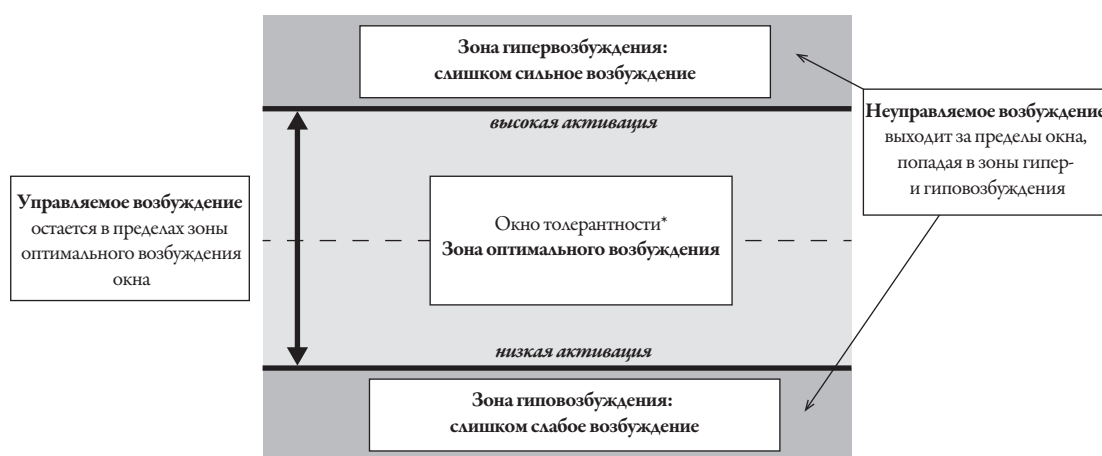 Зона гипервозбуждения:
слишком сильное возбуждение
высокая активация
Неуправляемое возбуждение
выходит за пределы окна,
попадая в зоны гипер-
и гиповозбуждения
Управляемое возбуждение
остается в пределах зоны
оптимального возбуждения
окна
Окно толерантности*
Зона оптимального возбуждения
низкая активация
Зона гиповозбуждения:
слишком слабое возбуждение